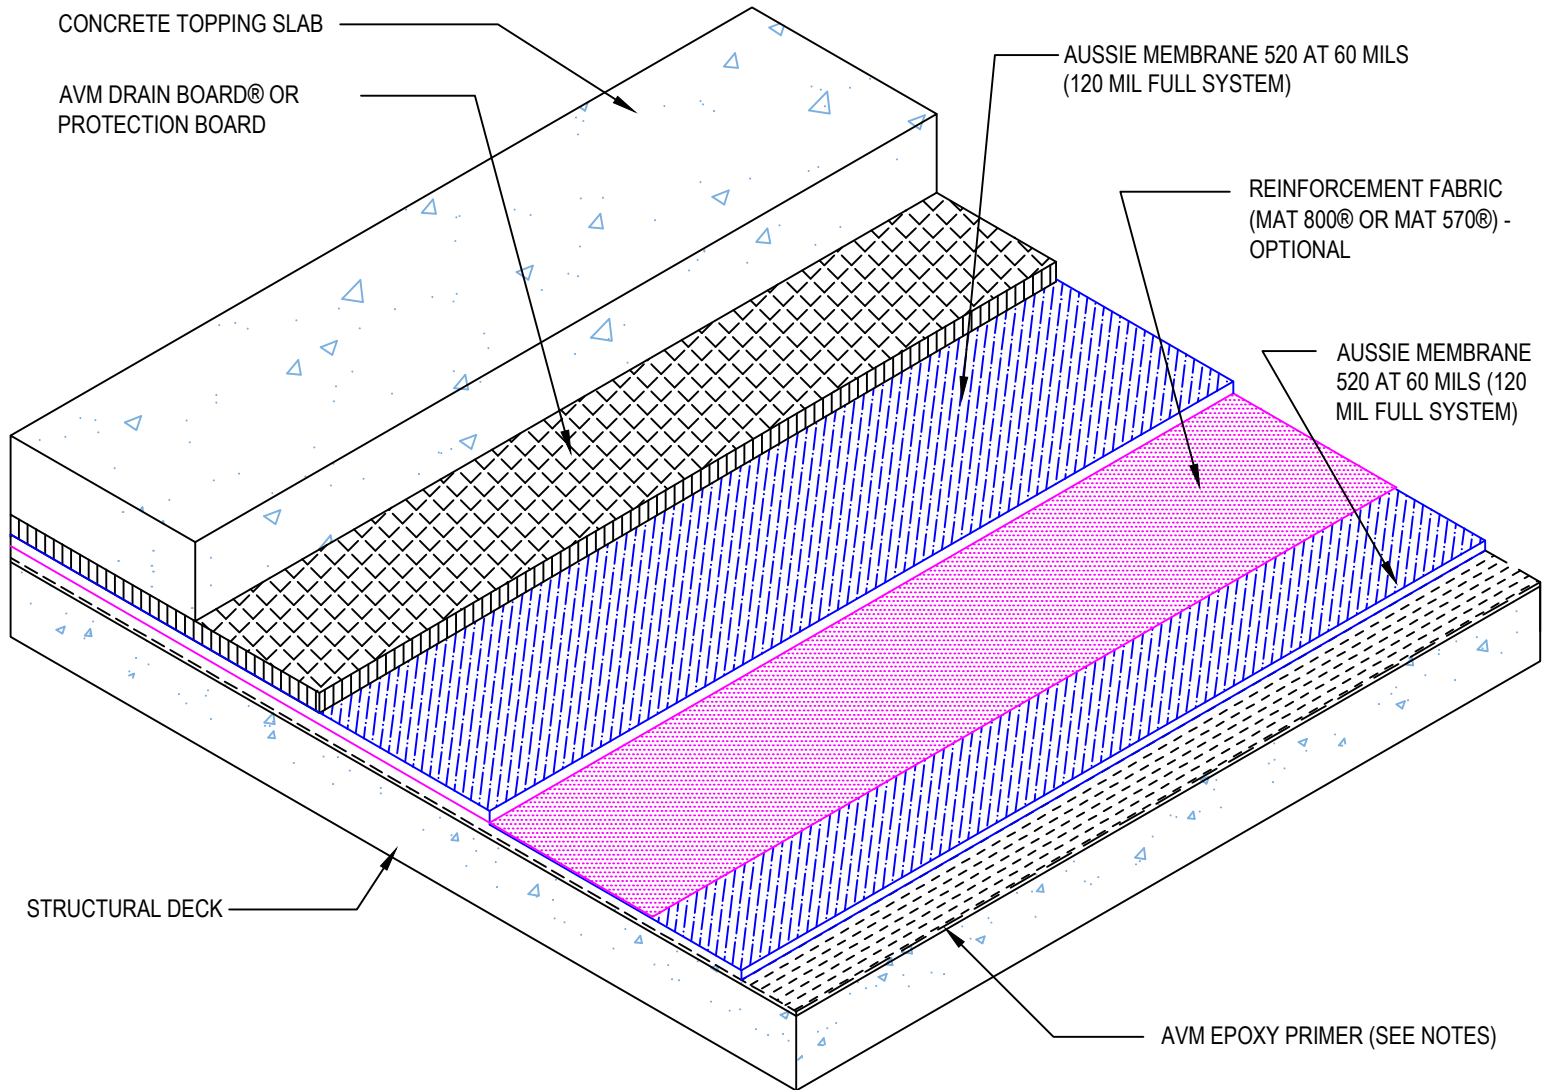 CONCRETE TOPPING SLAB
AVM DRAIN BOARD® OR
PROTECTION BOARD
AUSSIE MEMBRANE 520 AT 60 MILS
(120 MIL FULL SYSTEM)
REINFORCEMENT FABRIC
(MAT 800® OR MAT 570®) -
OPTIONAL
AUSSIE MEMBRANE
520 AT 60 MILS (120
MIL FULL SYSTEM)
STRUCTURAL DECK
AVM EPOXY PRIMER (SEE NOTES)